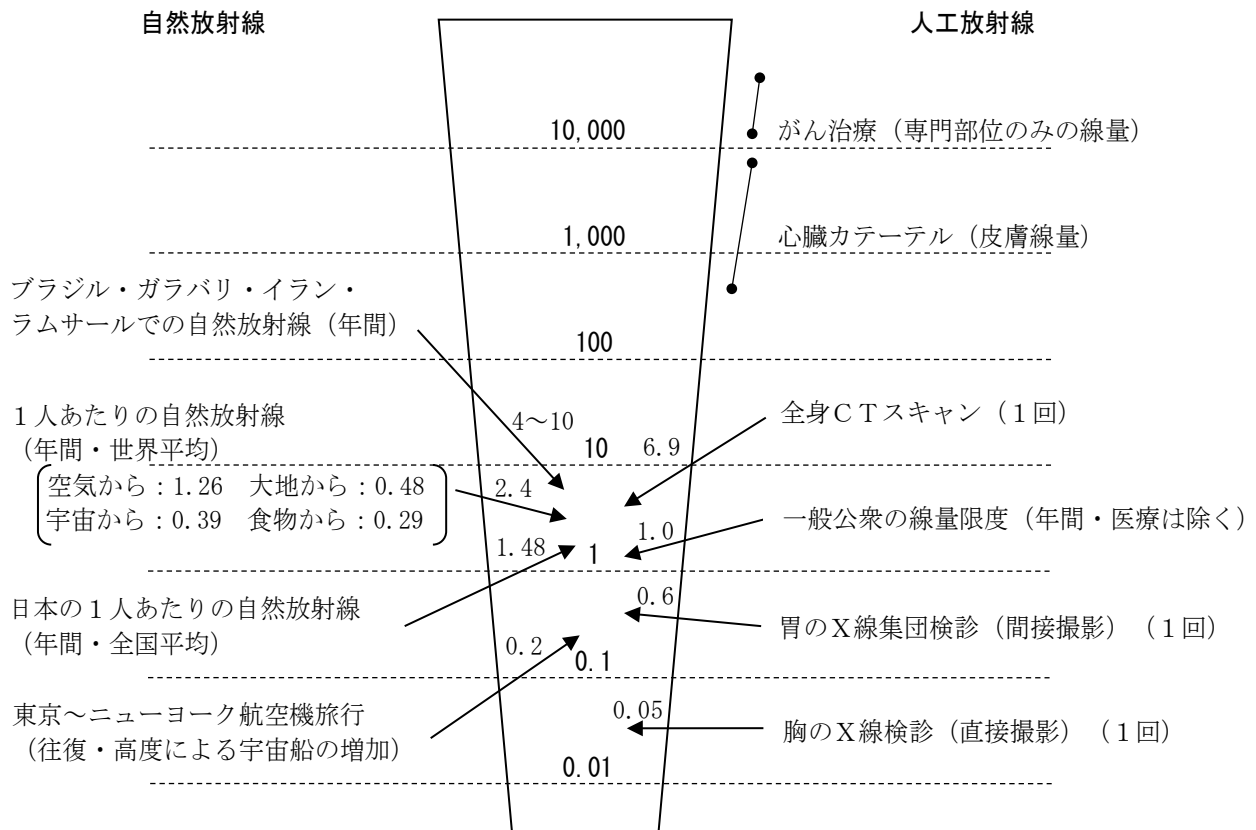 自然放射線
人工放射線
10,000
がん治療（専門部位のみの線量）
1,000
心臓カテーテル（皮膚線量）
ブラジル・ガラバリ・イラン・
ラムサールでの自然放射線（年間）
100
4～10
全身ＣＴスキャン（１回）
１人あたりの自然放射線
（年間・世界平均）
10
6.9
空気から：1.26　大地から：0.48
宇宙から：0.39　食物から：0.29
2.4
一般公衆の線量限度（年間・医療は除く）
1.0
1.48
1
日本の１人あたりの自然放射線
（年間・全国平均）
0.6
胃のＸ線集団検診（間接撮影）（１回）
0.2
0.1
東京～ニューヨーク航空機旅行
（往復・高度による宇宙船の増加）
0.05
胸のＸ線検診（直接撮影）（１回）
0.01